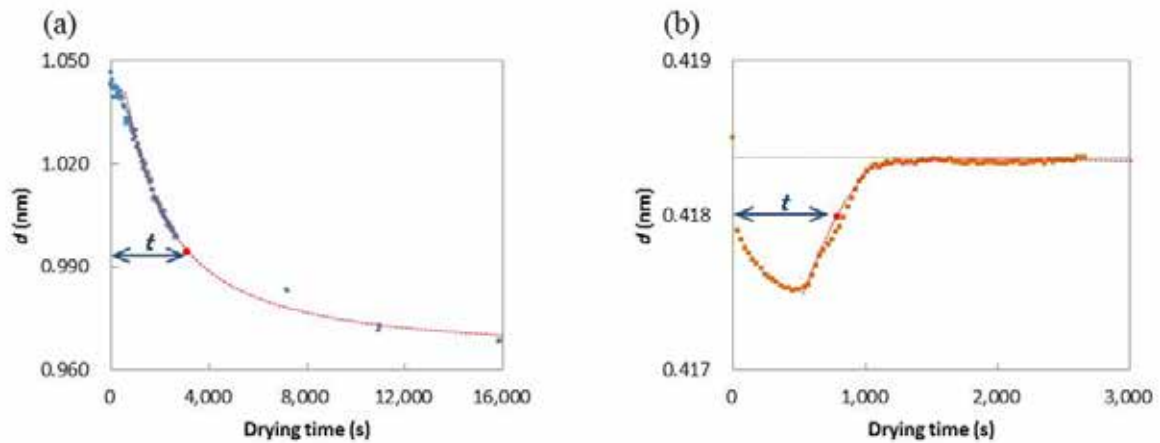 (a)
1.050
1.020
0.990
0.960
d (nm)
t
0
4,000
8,000
12,000
16,000
Drying time (s)
(b)
0.419
0.418
0.417
d (nm)
t
0
1,000
2,000
3,000
Drying time (s)